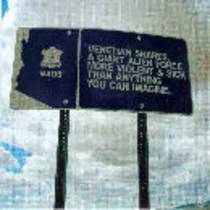 VENETIAN SNARES
A GIANT ALIEN FORCE
MORE VIOLENT & SICK
THAN ANYTHING
YOU CAN IMAGINE